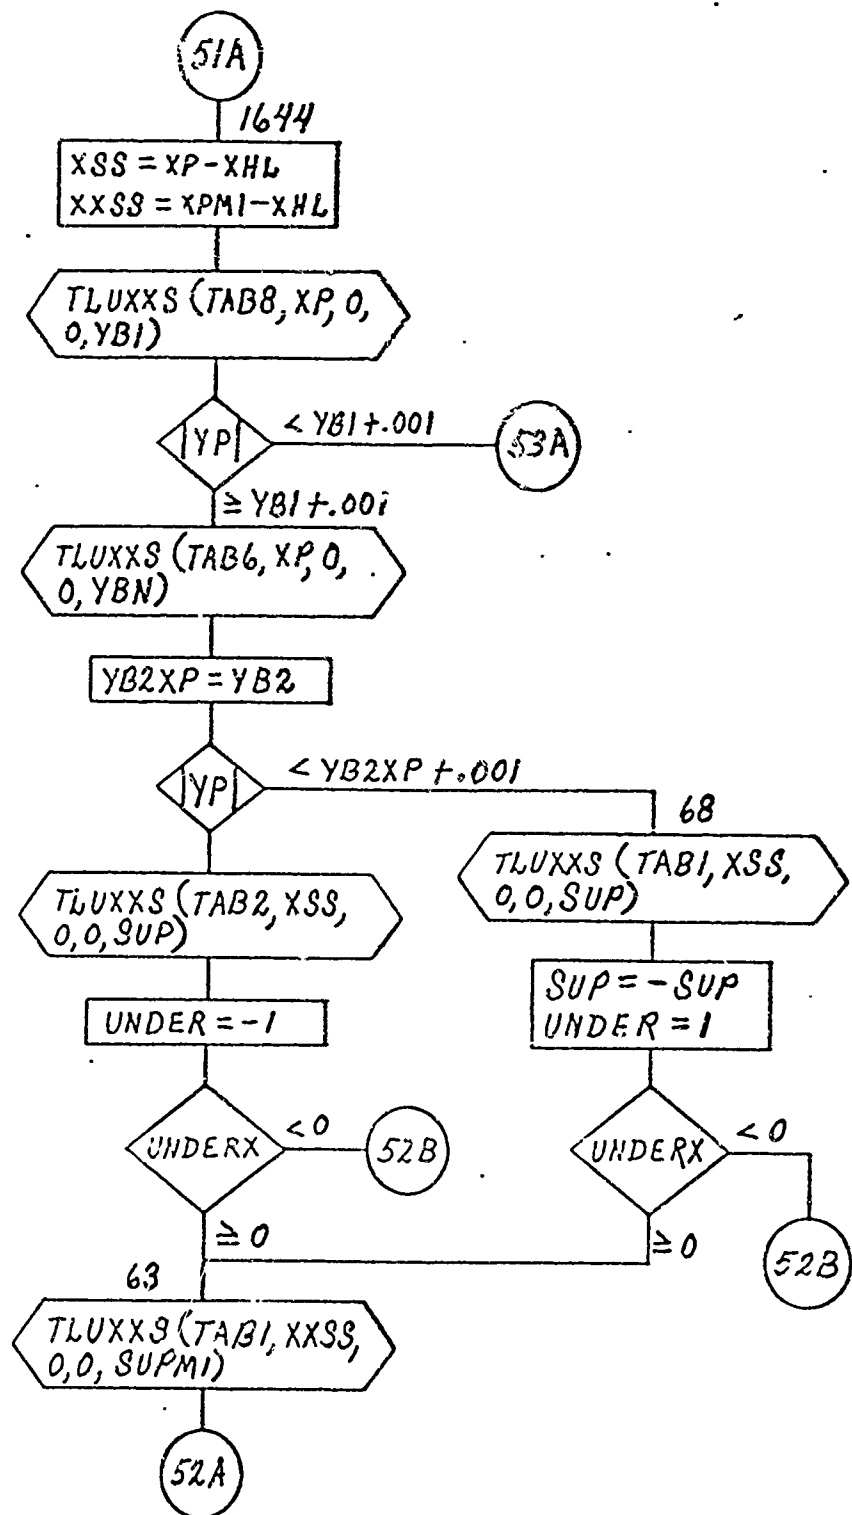 51A
1644
XSS = XP-XHL
XXSS = XPM1-XHL
TLUXXS (TAB8, XP, 0,
0, YB1)
|YP|
< YB1+.001
53A
≧ YB1+.001
TLUXXS (TAB6, XP, 0,
0, YBN)
YB2XP = YB2
|YP|
< YB2XP +.001
68
TLUXXS (TAB2, XSS,
0,0,SUP)
TLUXXS (TAB1, XSS,
0,0,SUP)
UNDER = -1
SUP = -SUP
UNDER = 1
UNDERX
< 0
52B
≧ 0
UNDERX
< 0
52B
≧ 0
63
TLUXXS (TAB1, XXSS,
0,0, SUPM1)
52A